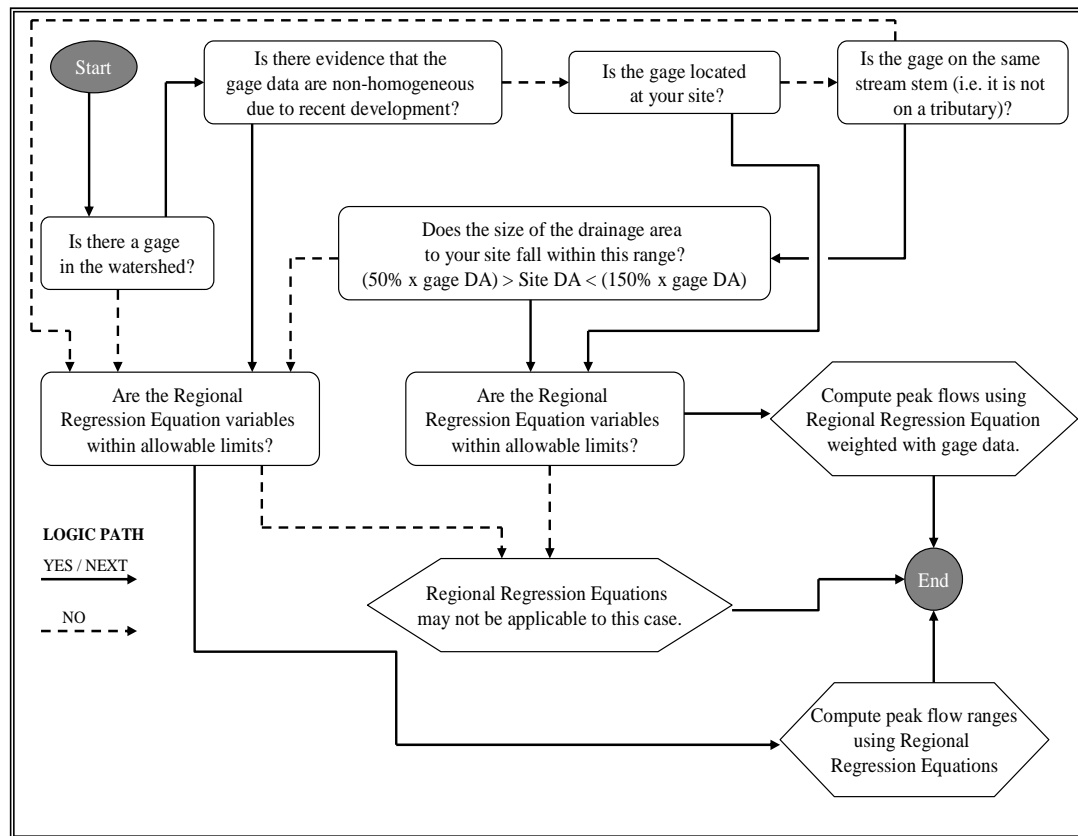 Start
Is there evidence that the
gage data are non-homogeneous
due to recent development?
Is the gage located
at your site?
Is the gage on the same
stream stem (i.e. it is not
on a tributary)?
Is there a gage
in the watershed?
Does the size of the drainage area
to your site fall within this range?
(50% x gage DA) > Site DA < (150% x gage DA)
Are the Regional
Regression Equation variables
within allowable limits?
Are the Regional
Regression Equation variables
within allowable limits?
Compute peak flows using
Regional Regression Equation
weighted with gage data.
LOGIC PATH
YES / NEXT
NO
Regional Regression Equations
may not be applicable to this case.
End
Compute peak flow ranges
using Regional
Regression Equations